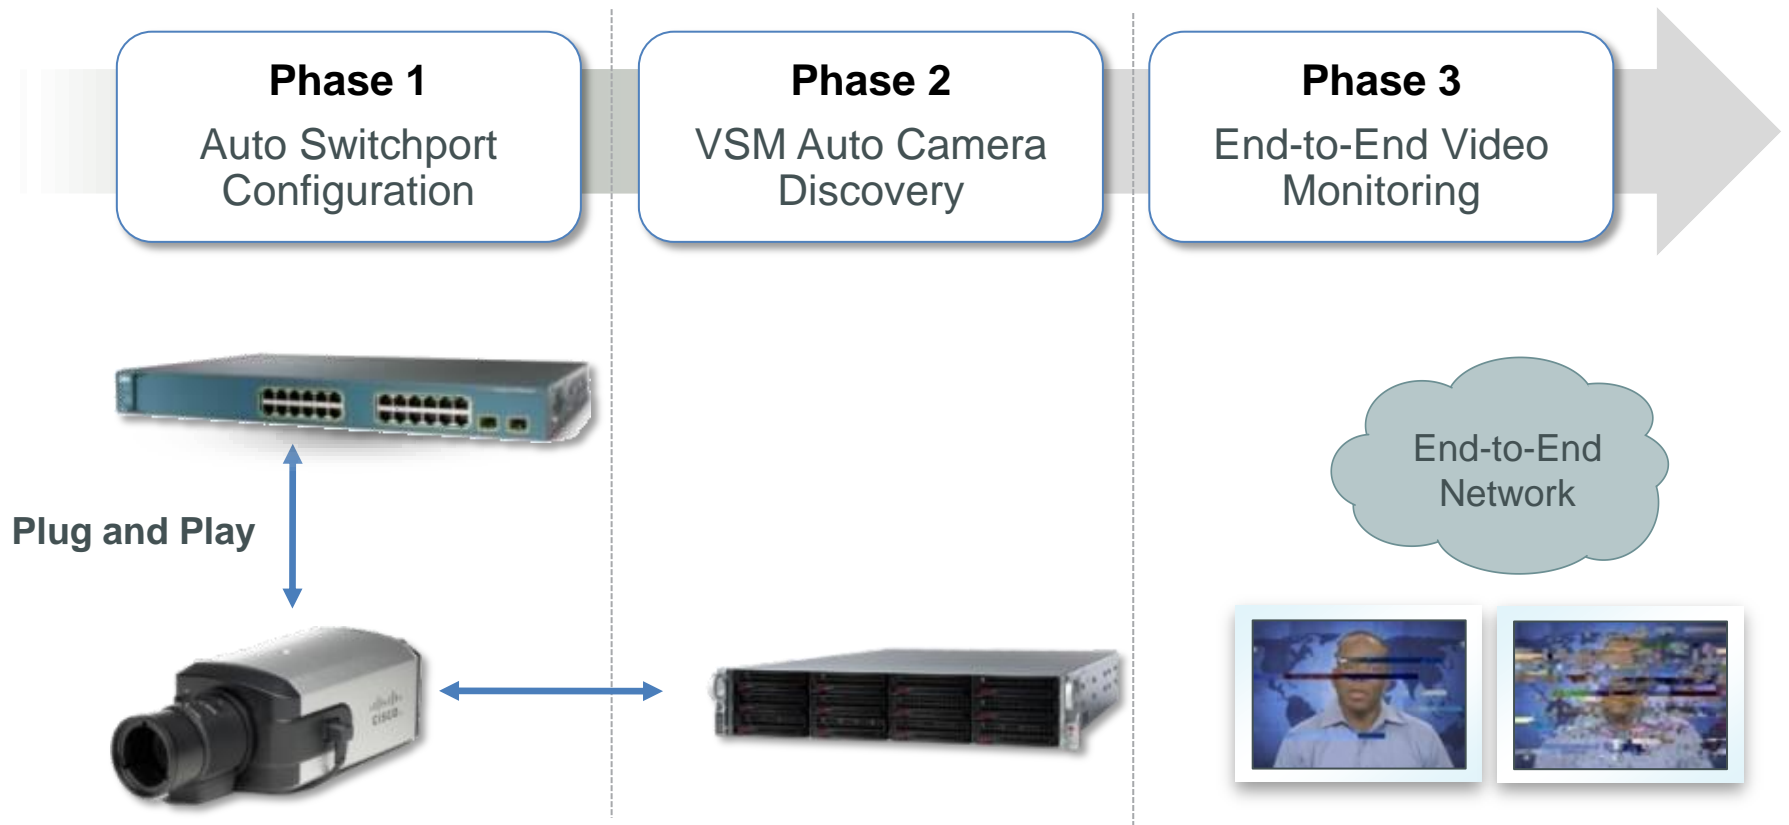 Phase 1
Auto Switchport
Configuration
Phase 2
VSM Auto Camera
Discovery
Phase 3
End-to-End Video
Monitoring
Plug and Play
End-to-End
Network
CISCO